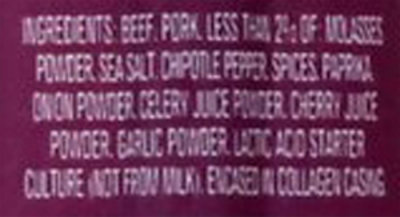 INGREDIENTS: BEEF, PORK, LESS THAN 2% OF: MOLASSES
POWDER, SEA SALT, CHIPOTLE PEPPER, SPICES, PAPRIKA,
ONION POWDER, CELERY JUICE POWDER, CHERRY JUICE
POWDER, GARLIC POWDER, LACTIC ACID STARTER
CULTURE (NOT FROM MILK). ENCASED IN COLLAGEN CASING.